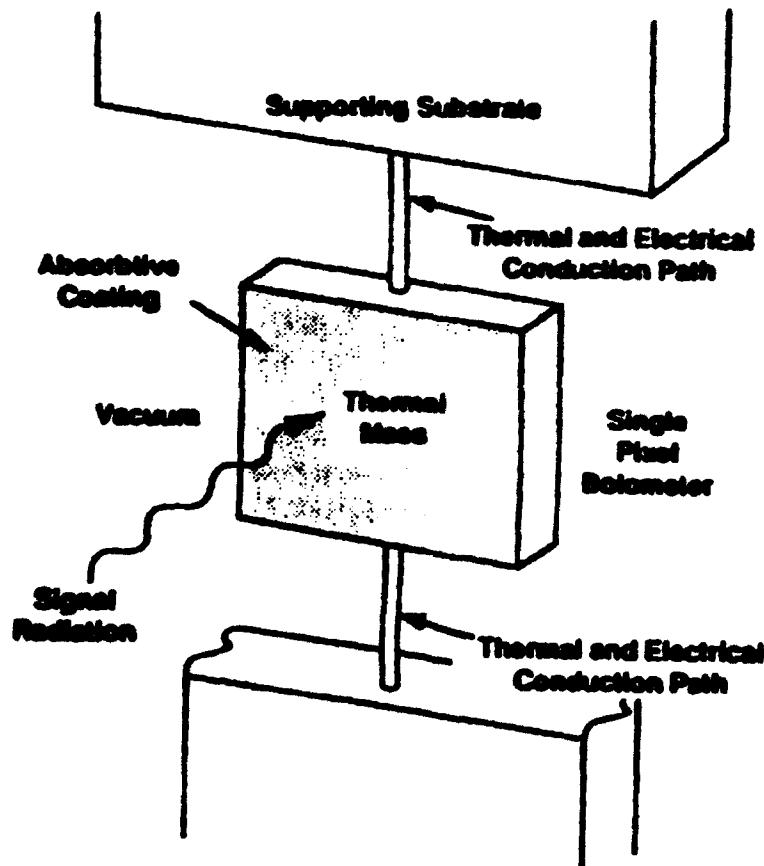 Supporting Substrate
Thermal and Electrical
Conduction Path
Absorbtive
Coating
Vacuum
Thermal
Mass
Single
Pixel
Bolometer
Signal
Radiation
Thermal and Electrical
Conduction Path